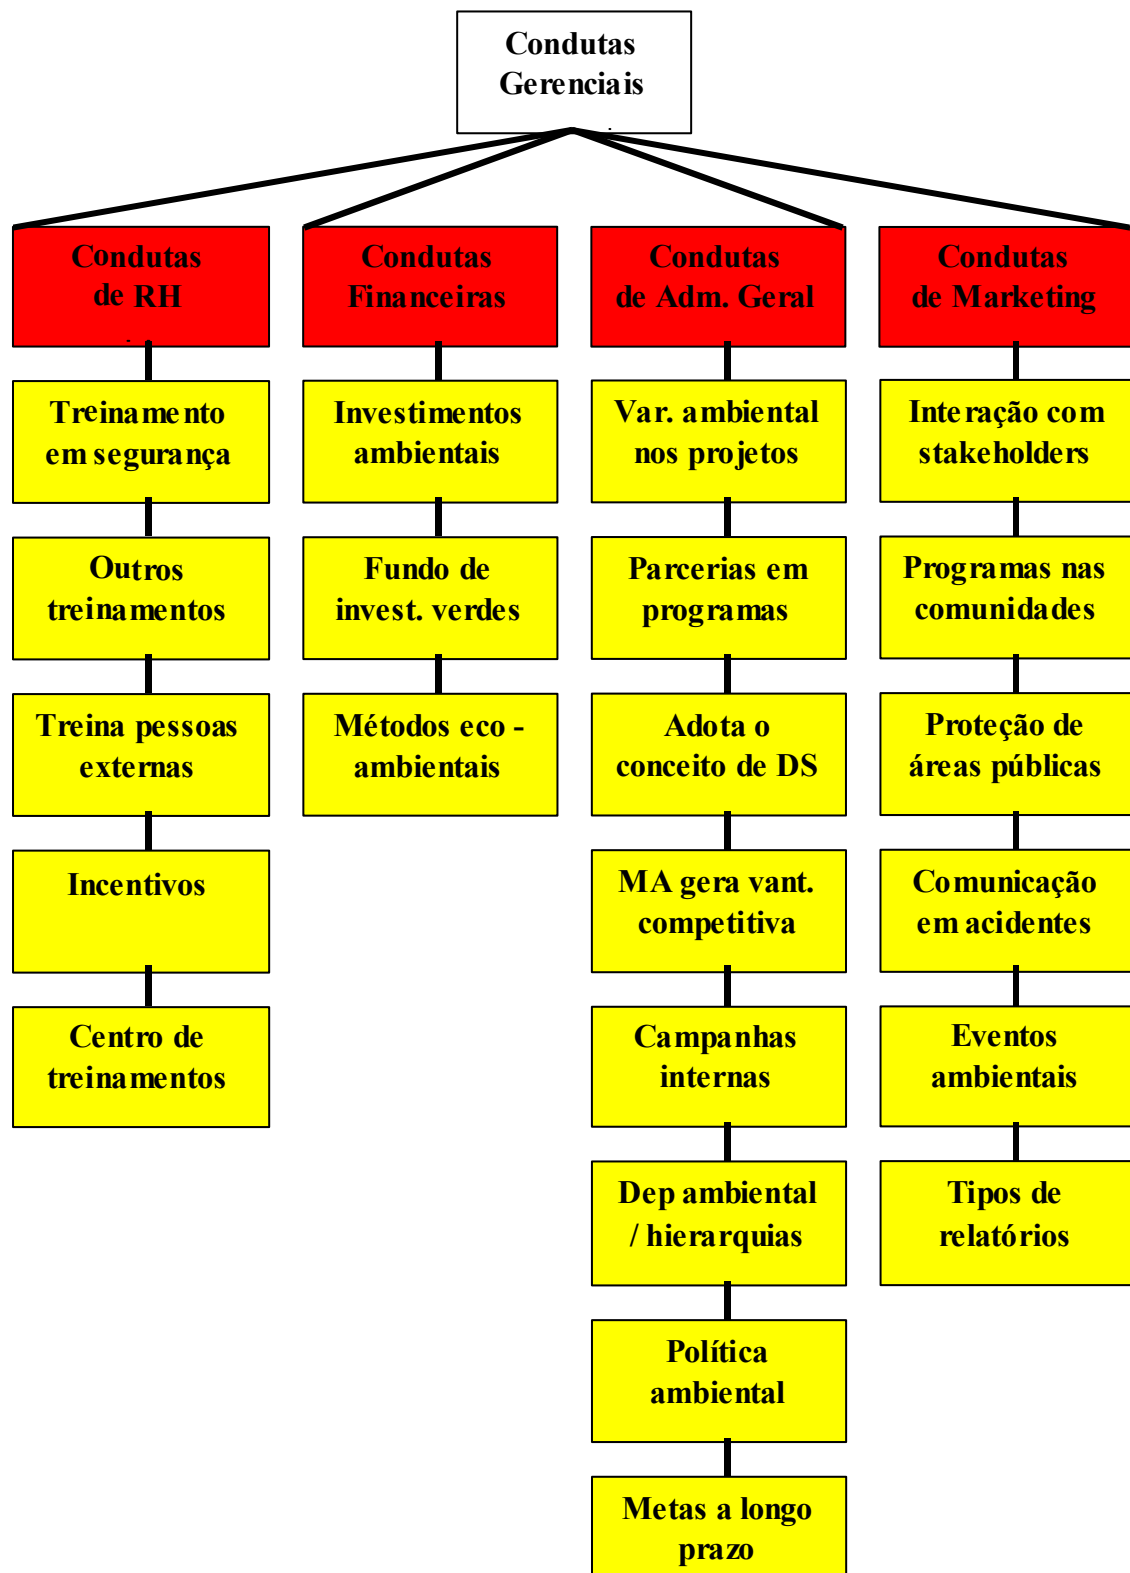 Condutas
Gerenciais
Condutas
de RH
Condutas
Financeiras
Condutas
de Adm. Geral
Condutas
de Marketing
Treinamento
em segurança
Outros
treinamentos
Treina pessoas
externas
Incentivos
Centro de
treinamentos
Investimentos
ambientais
Fundo de
invest. verdes
Métodos eco -
ambientais
Var. ambiental
nos projetos
Parcerias em
programas
Adota o
conceito de DS
MA gera vant.
competitiva
Campanhas
internas
Dep ambiental
/ hierarquias
Política
ambiental
Metas a longo
prazo
Interação com
stakeholders
Programas nas
comunidades
Proteção de
áreas públicas
Comunicação
em acidentes
Eventos
ambientais
Tipos de
relatórios